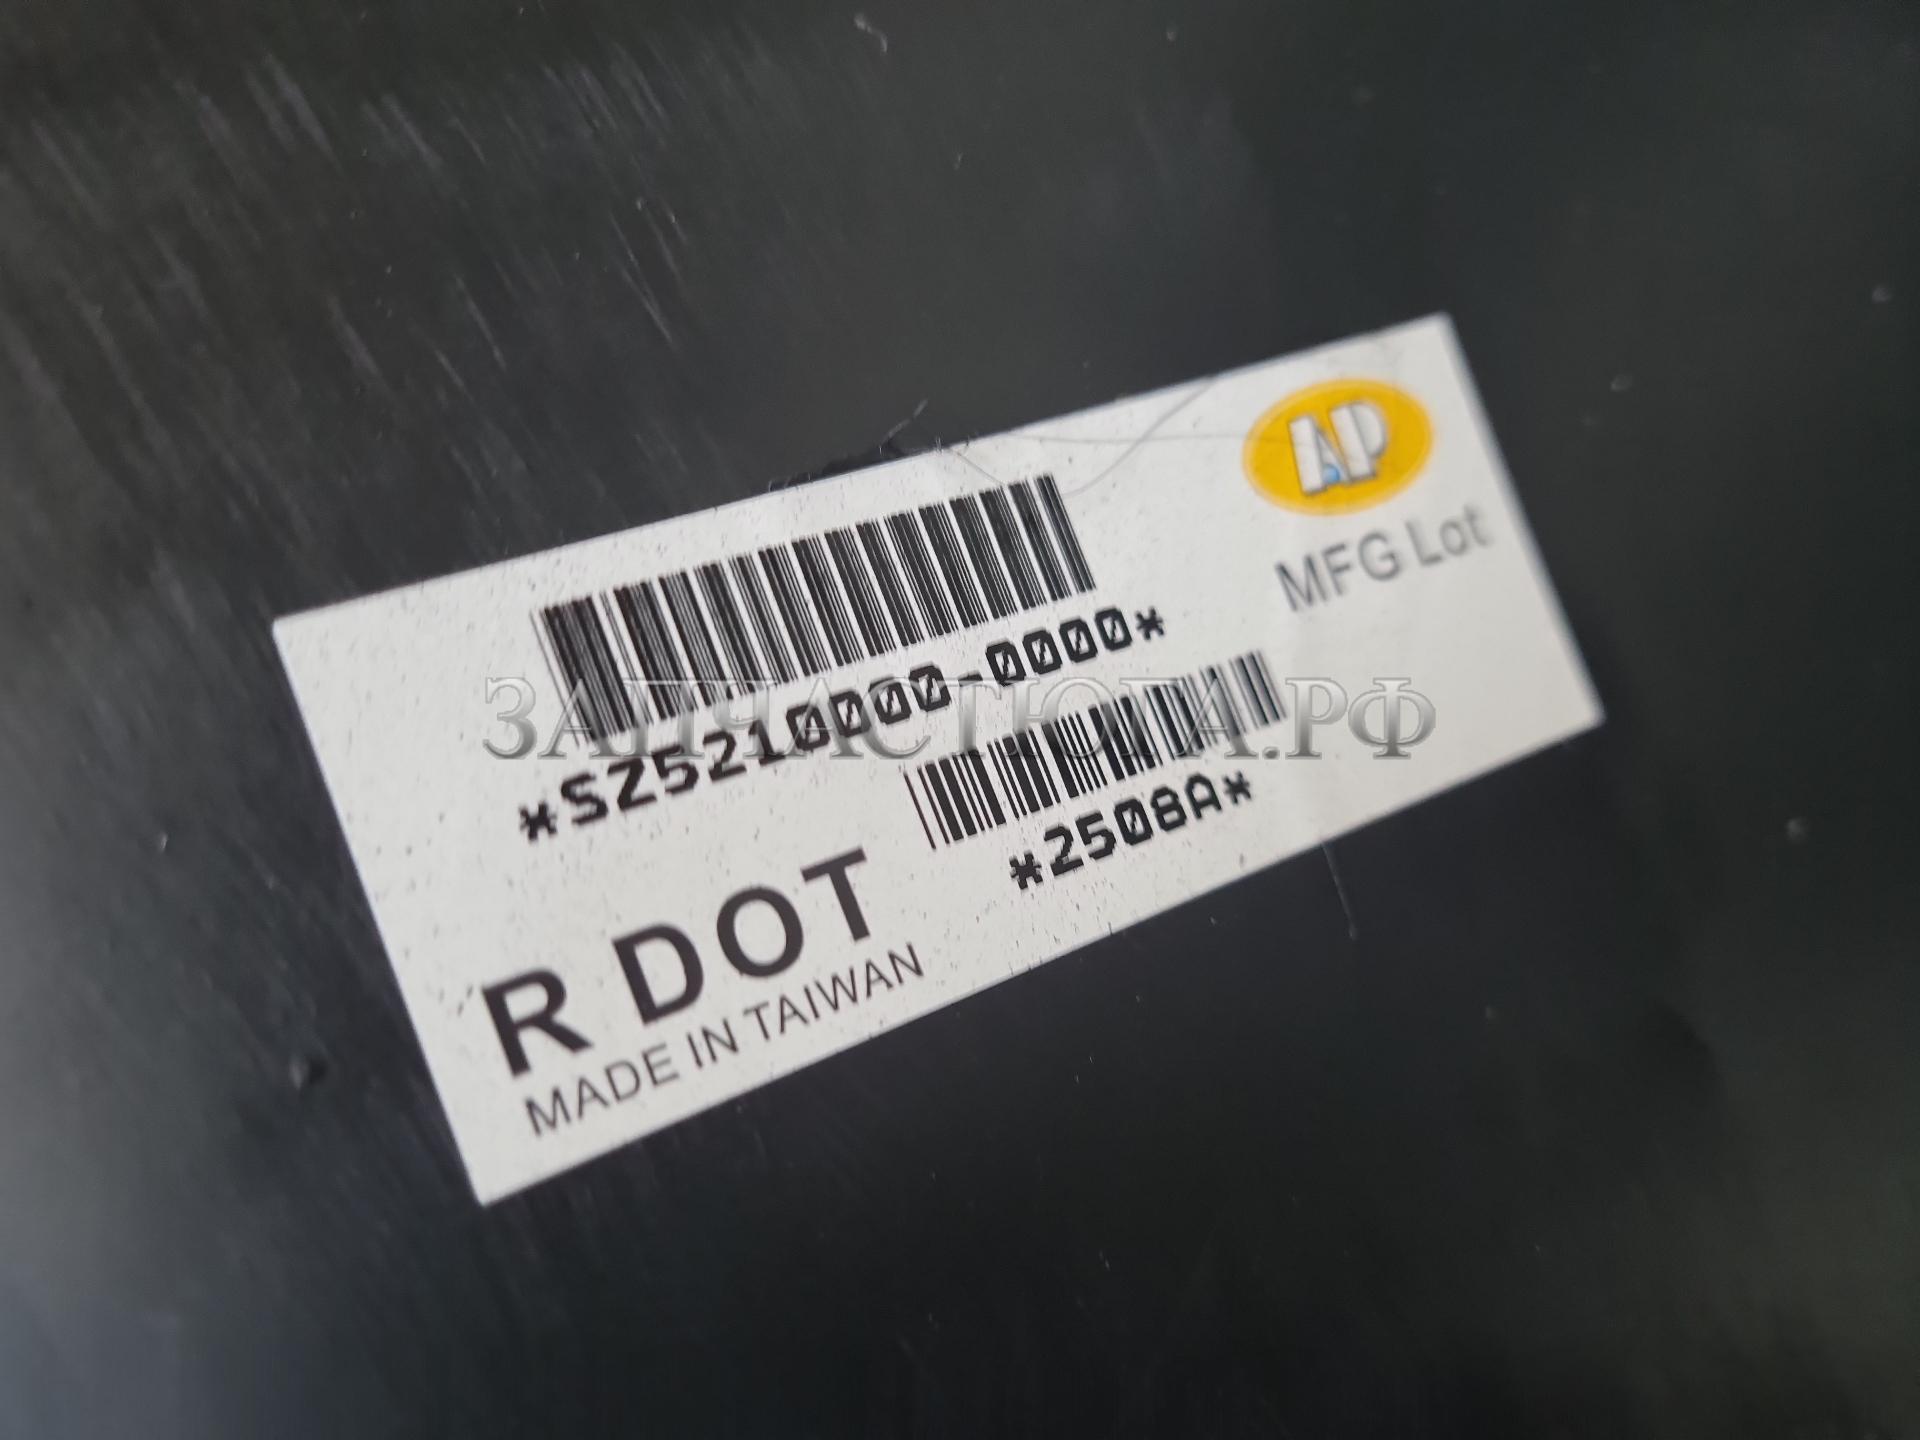 AP
MFG Lot
*SZ5210000-0000*
ЗАПЧАСТЮГА.РФ
*2508A*
R DOT
MADE IN TAIWAN